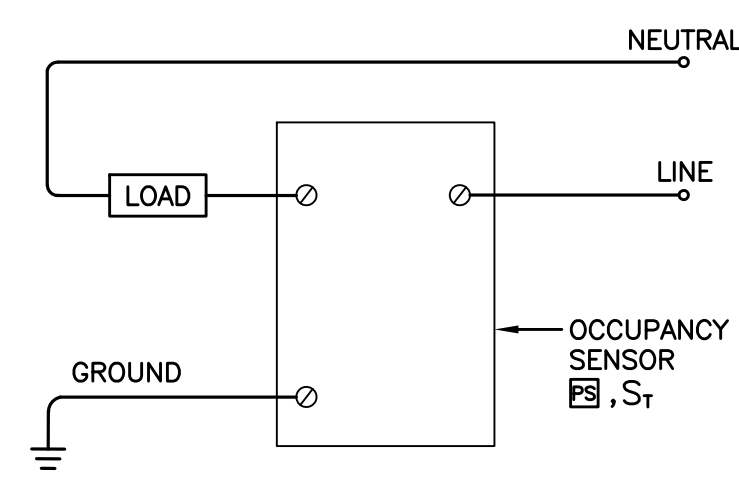 NEUTRAL
LINE
LOAD
OCCUPANCY
SENSOR
PS , ST
GROUND